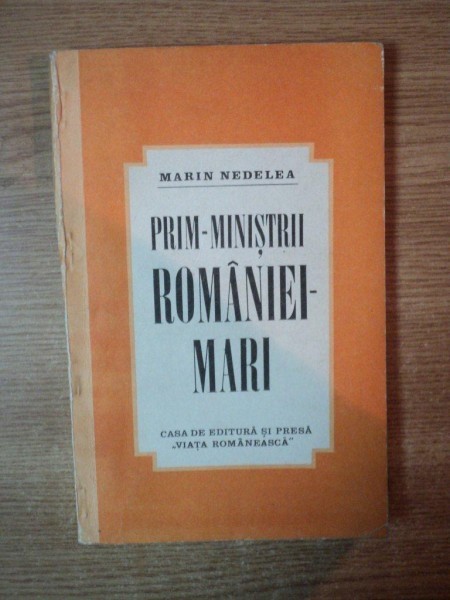 MARIN NEDELEA
PRIM-MINIȘTRII
ROMÂNIEI-
MARI
CASA DE EDITURĂ ȘI PRESĂ
„VIAȚA ROMÂNEASCĂ”